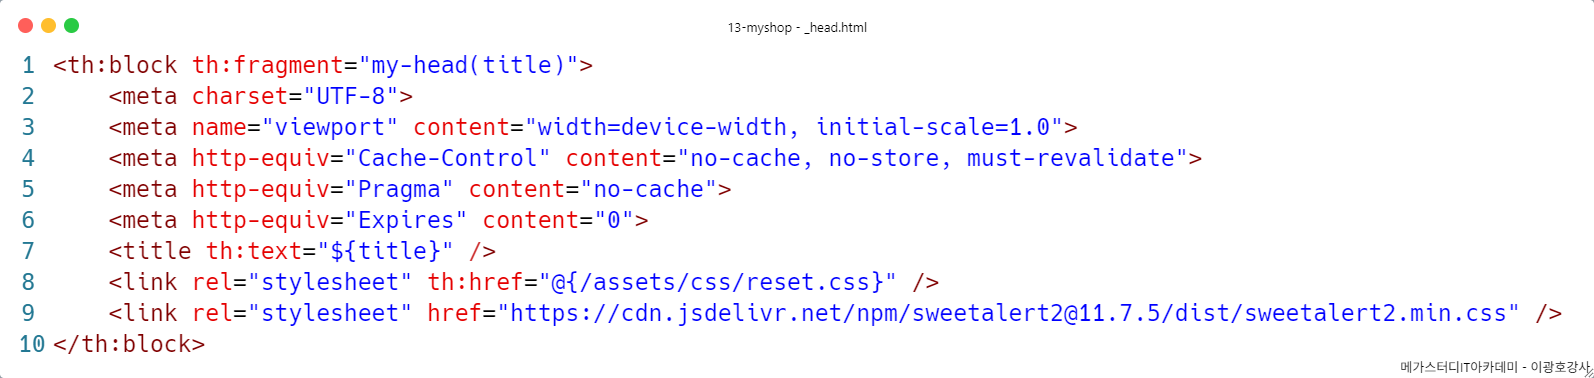 13-myshop - _head.html
1 <th:block th:fragment="my-head(title)">
2     <meta charset="UTF-8">
3     <meta name="viewport" content="width=device-width, initial-scale=1.0">
4     <meta http-equiv="Cache-Control" content="no-cache, no-store, must-revalidate">
5     <meta http-equiv="Pragma" content="no-cache">
6     <meta http-equiv="Expires" content="0">
7     <title th:text="${title}" />
8     <link rel="stylesheet" th:href="@{/assets/css/reset.css}" />
9     <link rel="stylesheet" href="https://cdn.jsdelivr.net/npm/sweetalert2@11.7.5/dist/sweetalert2.min.css" />
10 </th:block>
메가스터디IT아카데미 - 이광호강사